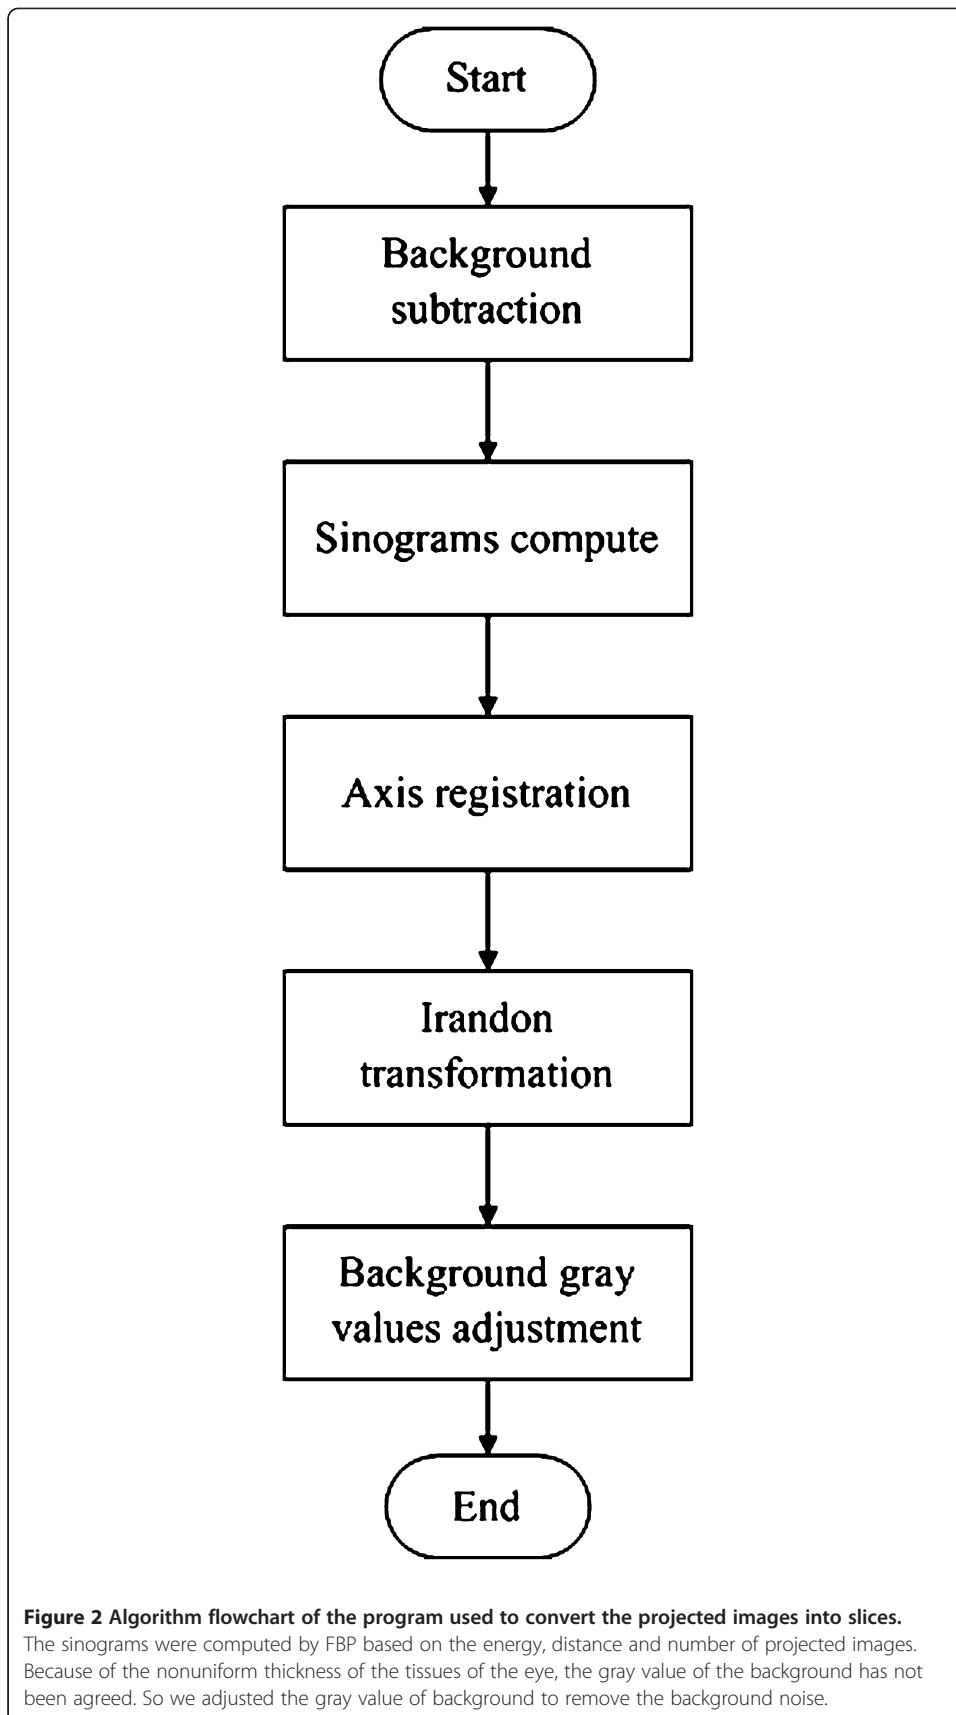 Start
Background
subtraction
Sinograms compute
Axis registration
Irandon
transformation
Background gray
values adjustment
End
Figure 2 Algorithm flowchart of the program used to convert the projected images into slices.
The sinograms were computed by FBP based on the energy, distance and number of projected images.
Because of the nonuniform thickness of the tissues of the eye, the gray value of the background has not
been agreed. So we adjusted the gray value of background to remove the background noise.